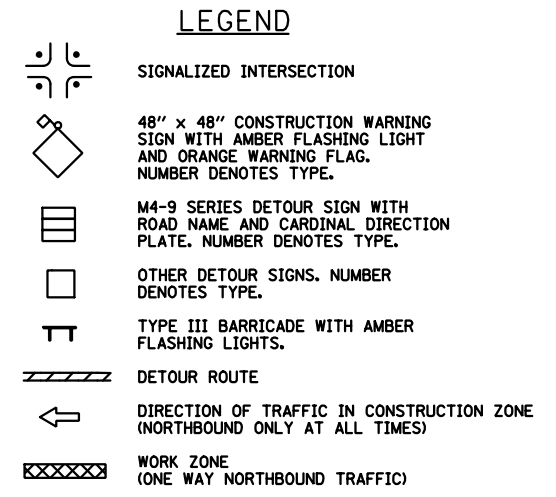 LEGEND
SIGNALIZED INTERSECTION
48" x 48" CONSTRUCTION WARNING
SIGN WITH AMBER FLASHING LIGHT
AND ORANGE WARNING FLAG.
NUMBER DENOTES TYPE.
M4-9 SERIES DETOUR SIGN WITH
ROAD NAME AND CARDINAL DIRECTION
PLATE. NUMBER DENOTES TYPE.
OTHER DETOUR SIGNS. NUMBER
DENOTES TYPE.
TYPE III BARRICADE WITH AMBER
FLASHING LIGHTS.
DETOUR ROUTE
DIRECTION OF TRAFFIC IN CONSTRUCTION ZONE
(NORTHBOUND ONLY AT ALL TIMES)
WORK ZONE
(ONE WAY NORTHBOUND TRAFFIC)